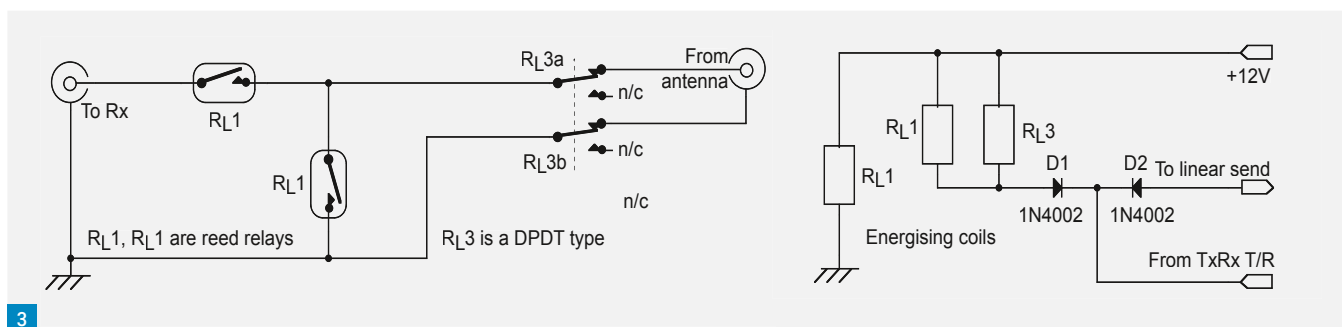 To Rx
RL1
RL1
RL1, RL1 are reed relays
RL3a
RL3b
n/c
n/c
n/c
From
antenna
RL3 is a DPDT type
+12V
RL1
RL3
RL1
D1
1N4002
D2
1N4002
To linear send
Energising coils
From TxRx T/R
3